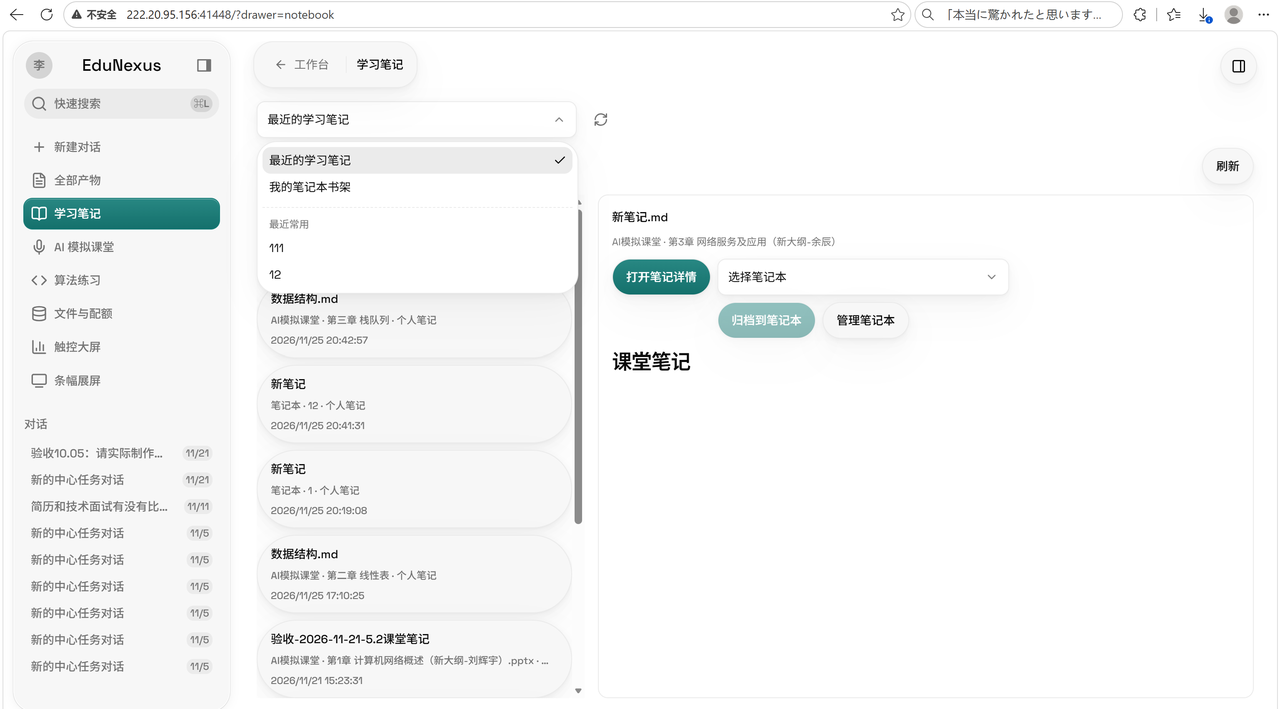 不安全
222.20.95.156:41448/?drawer=notebook
「本当に驚かれたと思います...
李
EduNexus
快速搜索
⌘L
新建对话
全部产物
学习笔记
AI 模拟课堂
算法练习
文件与配额
触控大屏
条幅展屏
对话
验收10.05：请实际制作... 11/21
新的中心任务对话 11/21
简历和技术面试有没有比... 11/11
新的中心任务对话 11/5
新的中心任务对话 11/5
新的中心任务对话 11/5
新的中心任务对话 11/5
新的中心任务对话 11/5
新的中心任务对话 11/5
工作台
学习笔记
最近的学习笔记
最近的学习笔记
我的笔记本书架
最近常用
111
12
数据结构.md
AI模拟课堂 · 第三章 栈队列 · 个人笔记
2026/11/25 20:42:57
新笔记
笔记本 · 12 · 个人笔记
2026/11/25 20:41:31
新笔记
笔记本 · 1 · 个人笔记
2026/11/25 20:19:08
数据结构.md
AI模拟课堂 · 第二章 线性表 · 个人笔记
2026/11/25 17:10:25
验收-2026-11-21-5.2课堂笔记
AI模拟课堂 · 第1章 计算机网络概述（新大纲-刘辉宇）.pptx · ...
2026/11/21 15:23:31
刷新
新笔记.md
AI模拟课堂 · 第3章 网络服务及应用（新大纲-余辰）
打开笔记详情
选择笔记本
归档到笔记本
管理笔记本
课堂笔记